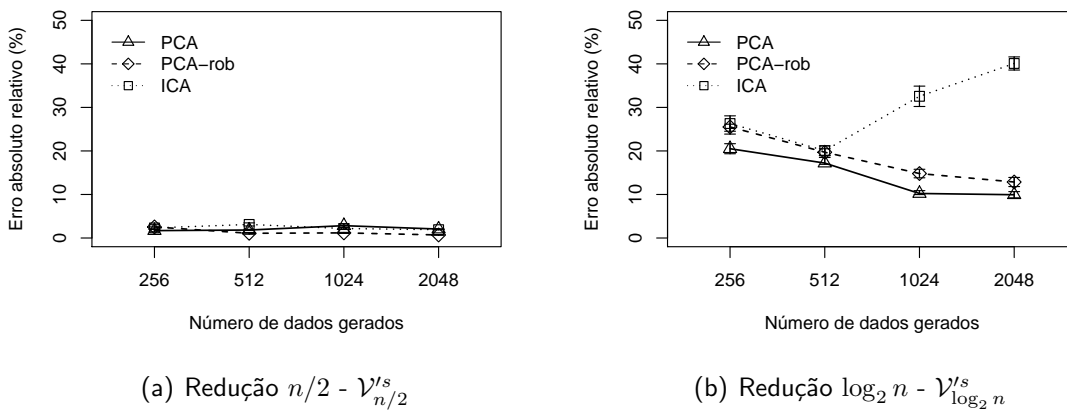 Erro absoluto relativo (%)
50
40
30
20
10
0
PCA
PCA−rob
ICA
256
512
1024
2048
Número de dados gerados
(a) Redução n/2 - 𝒱′ˢ_{n/2}
Erro absoluto relativo (%)
50
40
30
20
10
0
PCA
PCA−rob
ICA
256
512
1024
2048
Número de dados gerados
(b) Redução log₂ n - 𝒱′ˢ_{log₂ n}